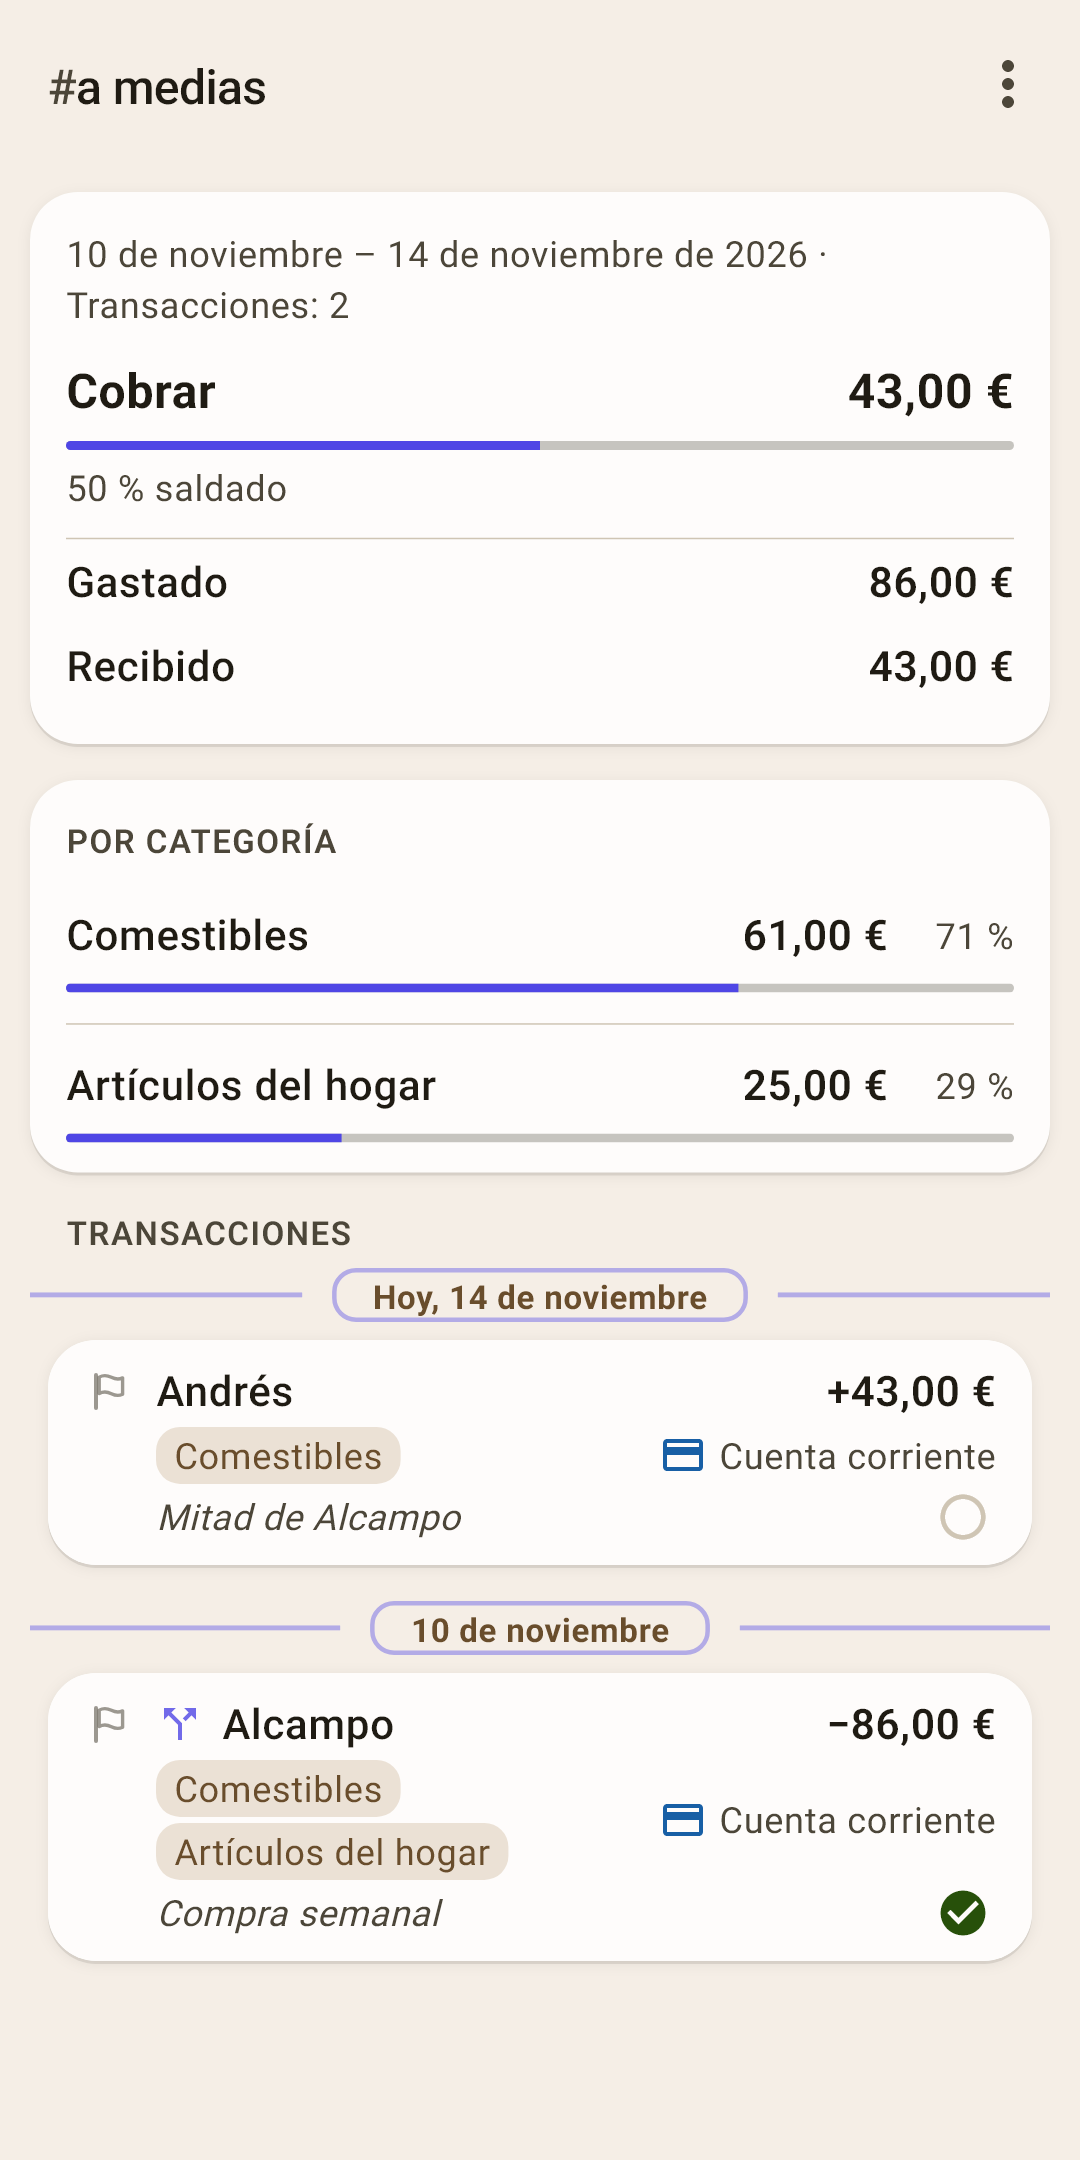 #a medias
10 de noviembre – 14 de noviembre de 2026 ·
Transacciones: 2
Cobrar 43,00 €
50 % saldado
Gastado 86,00 €
Recibido 43,00 €
POR CATEGORÍA
Comestibles 61,00 € 71 %
Artículos del hogar 25,00 € 29 %
TRANSACCIONES
Hoy, 14 de noviembre
Andrés +43,00 €
Comestibles Cuenta corriente
Mitad de Alcampo
10 de noviembre
Alcampo −86,00 €
Comestibles
Cuenta corriente
Artículos del hogar
Compra semanal